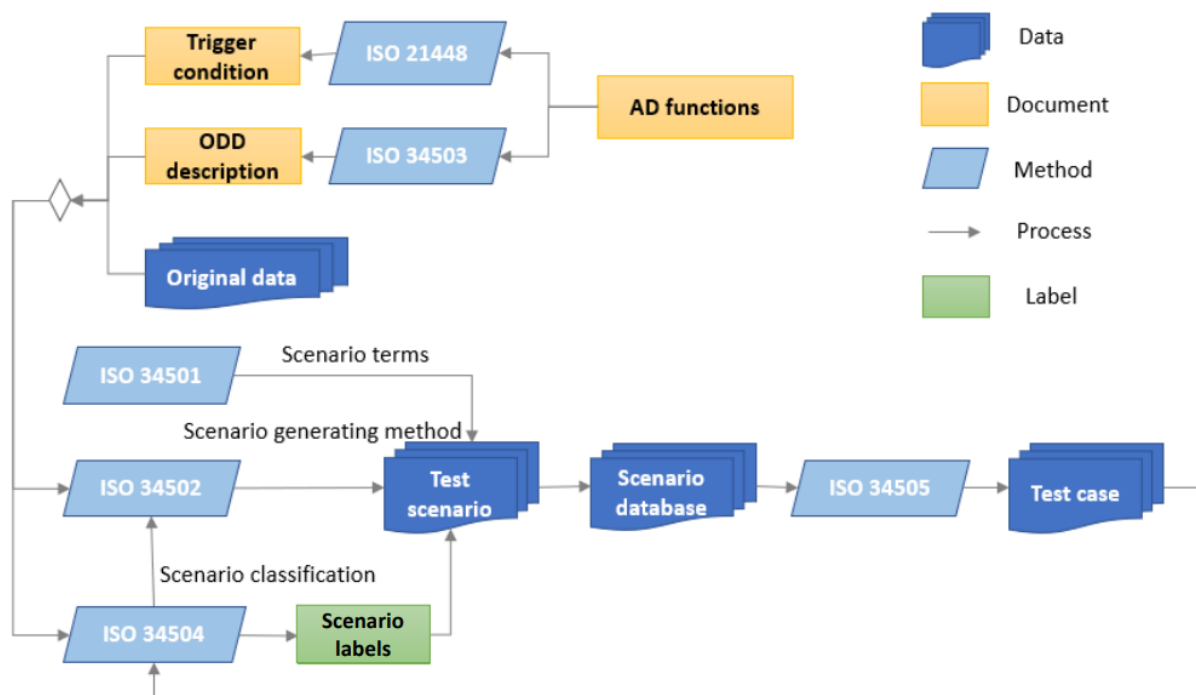 Trigger
condition
ISO 21448
AD functions
ODD
description
ISO 34503
Original data
Data
Document
Method
Process
Label
ISO 34501
Scenario terms
Scenario generating method
ISO 34502
Test
scenario
Scenario
database
ISO 34505
Test case
Scenario classification
ISO 34504
Scenario
labels